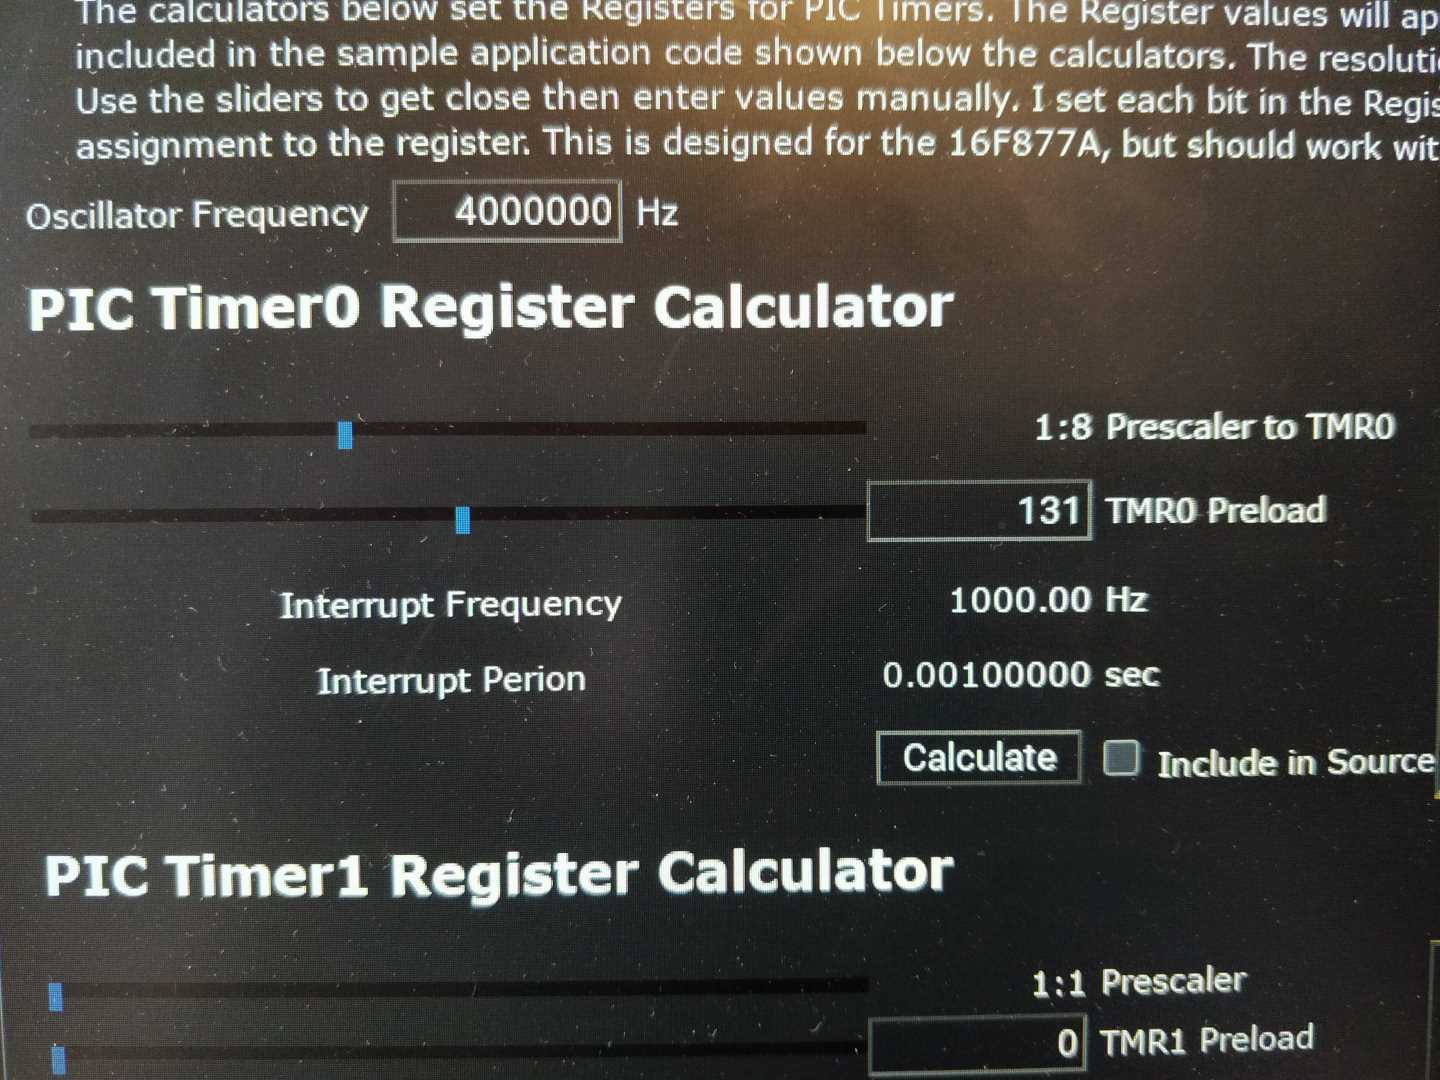 The calculators below set the Registers for PIC Timers. The Register values will ap
included in the sample application code shown below the calculators. The resoluti
Use the sliders to get close then enter values manually. I set each bit in the Regis
assignment to the register. This is designed for the 16F877A, but should work wit
Oscillator Frequency 4000000 Hz
PIC Timer0 Register Calculator
1:8 Prescaler to TMR0
131 TMR0 Preload
Interrupt Frequency 1000.00 Hz
Interrupt Perion 0.00100000 sec
Calculate Include in Source
PIC Timer1 Register Calculator
1:1 Prescaler
0 TMR1 Preload